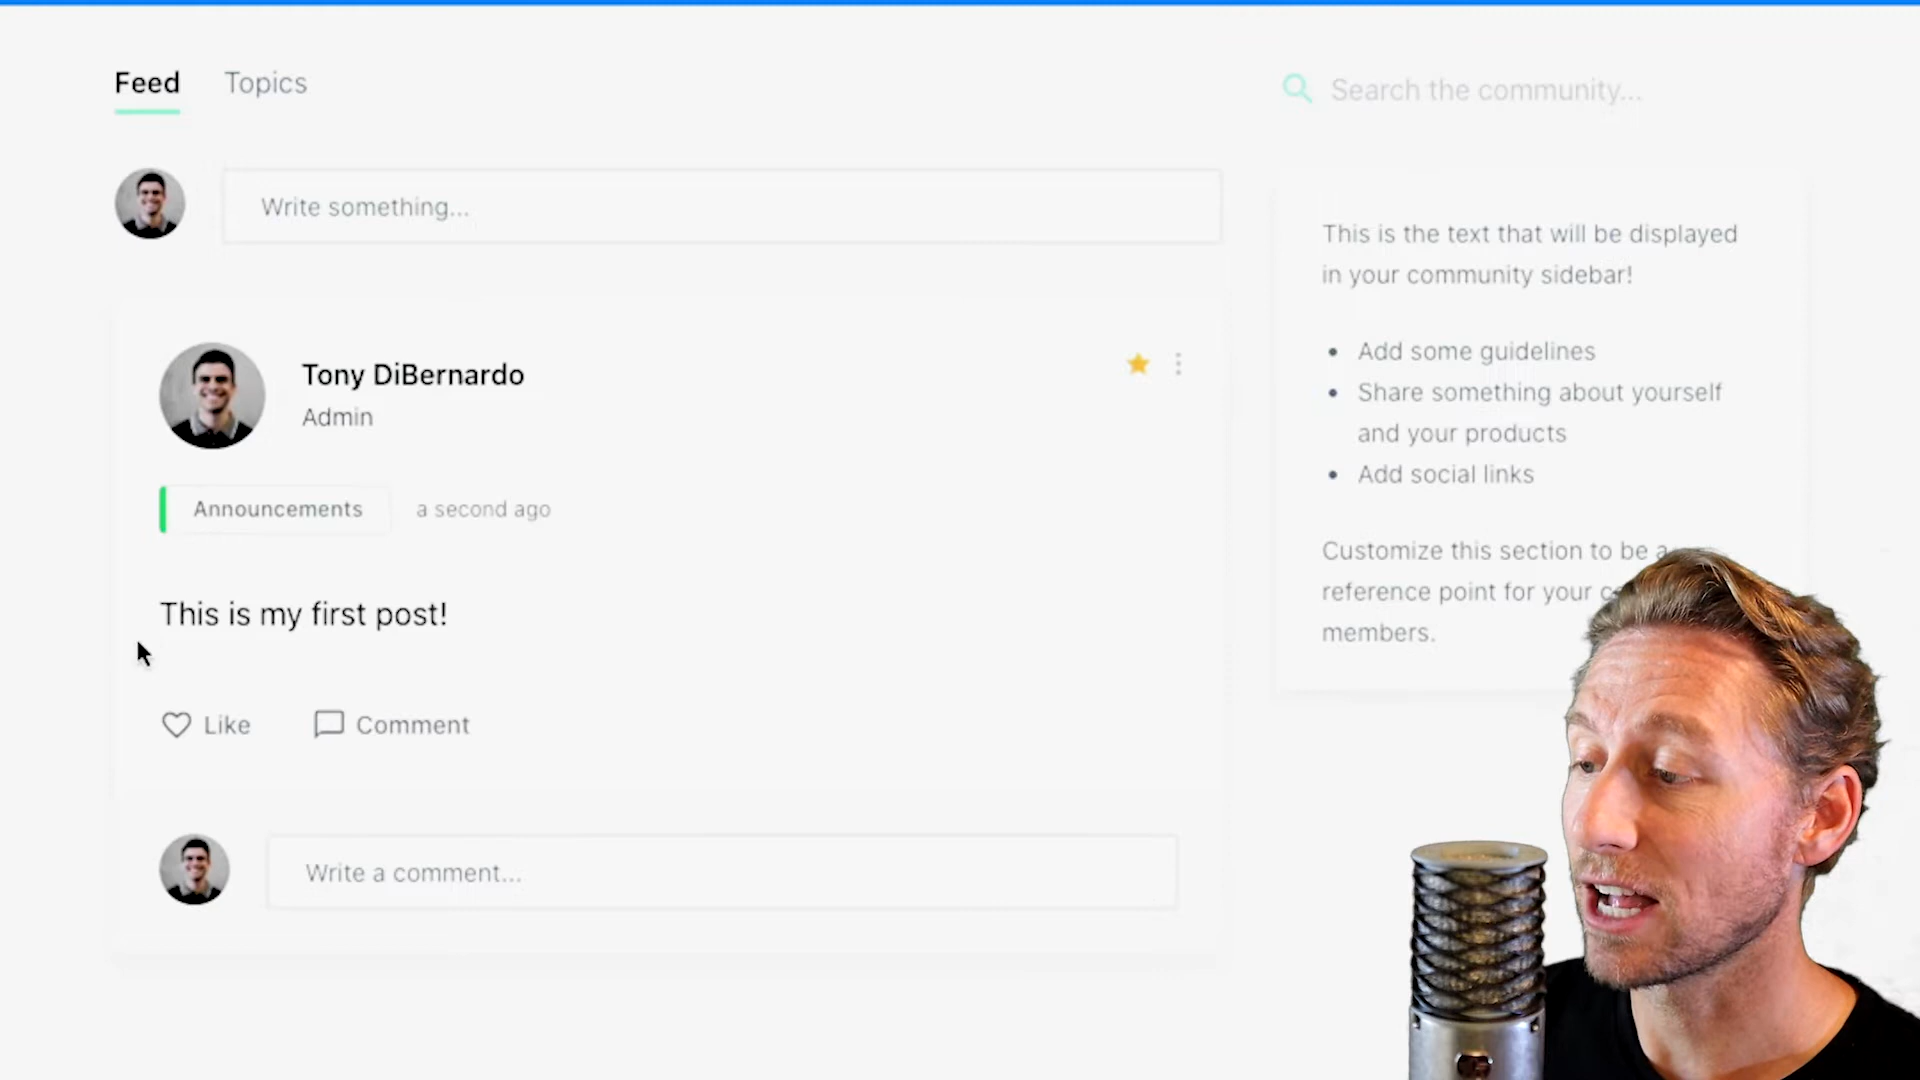 Feed
Topics
Search the community...
Write something...
This is the text that will be displayed
in your community sidebar!
Add some guidelines
Share something about yourself
and your products
Add social links
Customize this section to be a
reference point for your
members.
Tony DiBernardo
Admin
Announcements
a second ago
This is my first post!
Like
Comment
Write a comment...